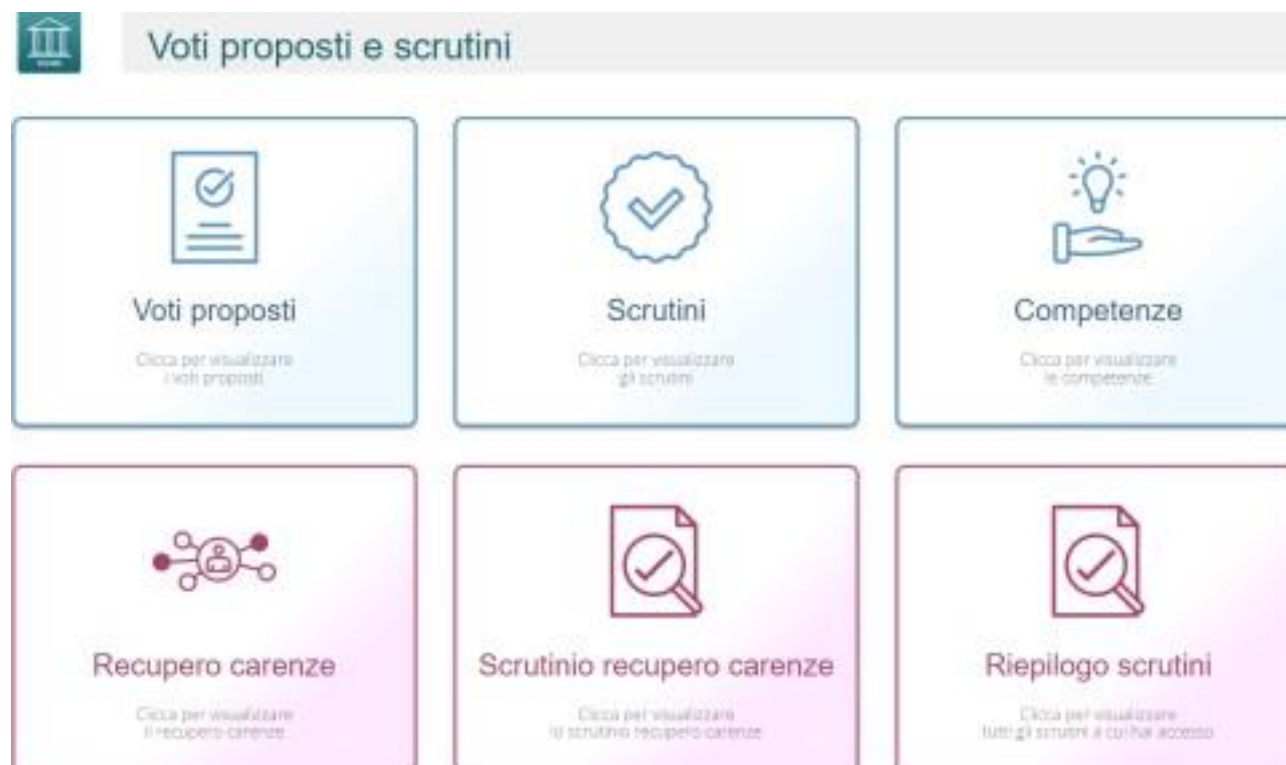 Voti proposti e scrutini
Voti proposti
Clicca per visualizzare
i voti proposti
Scrutini
Clicca per visualizzare
gli scrutini
Competenze
Clicca per visualizzare
le competenze
Recupero carenze
Clicca per visualizzare
il recupero carenze
Scrutinio recupero carenze
Clicca per visualizzare
lo scrutinio recupero carenze
Riepilogo scrutini
Clicca per visualizzare
tutti gli scrutini a cui hai accesso